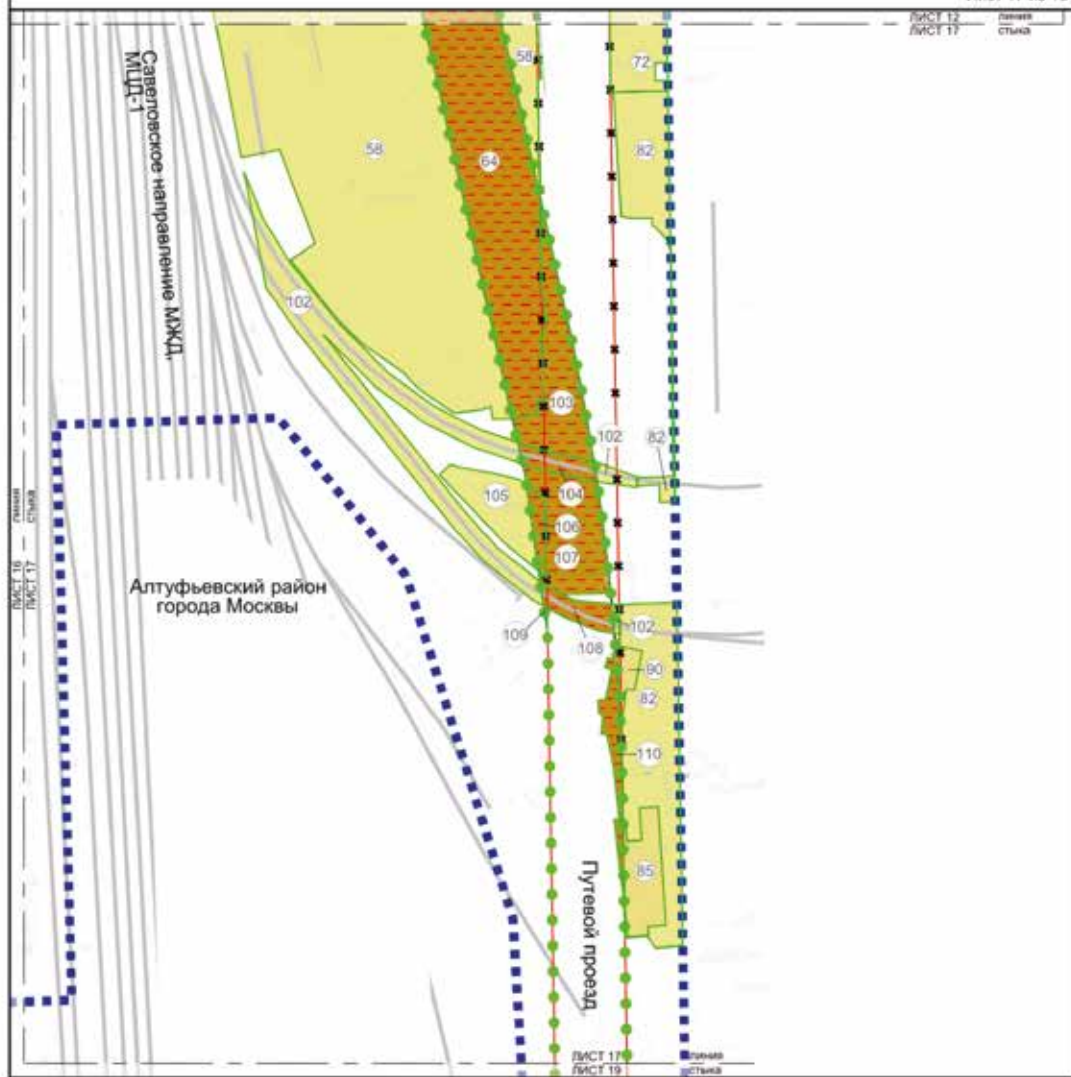 ЛИСТ 12 линия
ЛИСТ 17 стыка
Савеловское направление МЖД,
МЦД-1
58
58
64
72
82
102
103
102
82
104
105
106
107
ЛИСТ 16 линия
ЛИСТ 17 стыка
Алтуфьевский район
города Москвы
109
108
102
90
82
110
85
Путевой проезд
ЛИСТ 17 линия
ЛИСТ 19 стыка